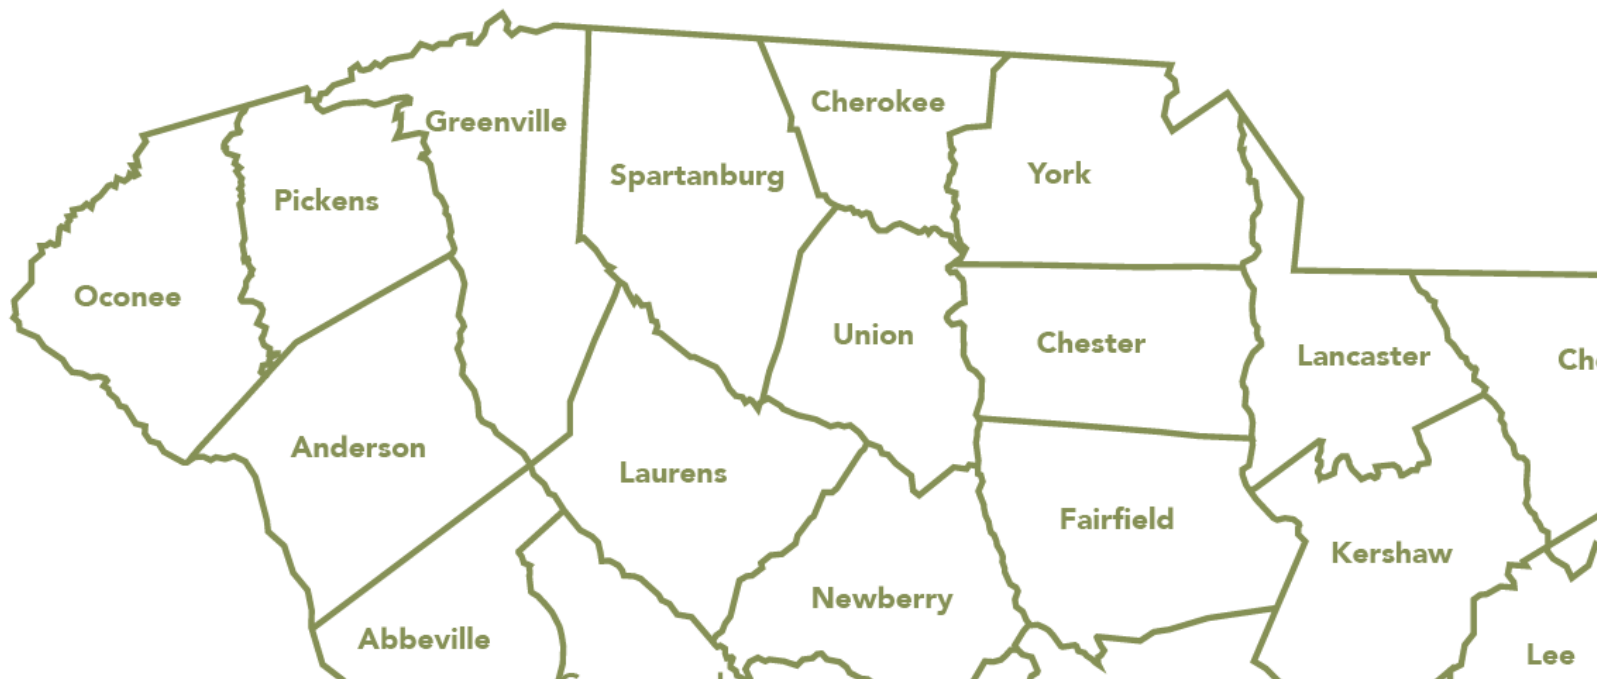 Cherokee
Greenville
York
Spartanburg
Pickens
Oconee
Union
Chester
Lancaster
Anderson
Laurens
Fairfield
Kershaw
Newberry
Abbeville
Lee